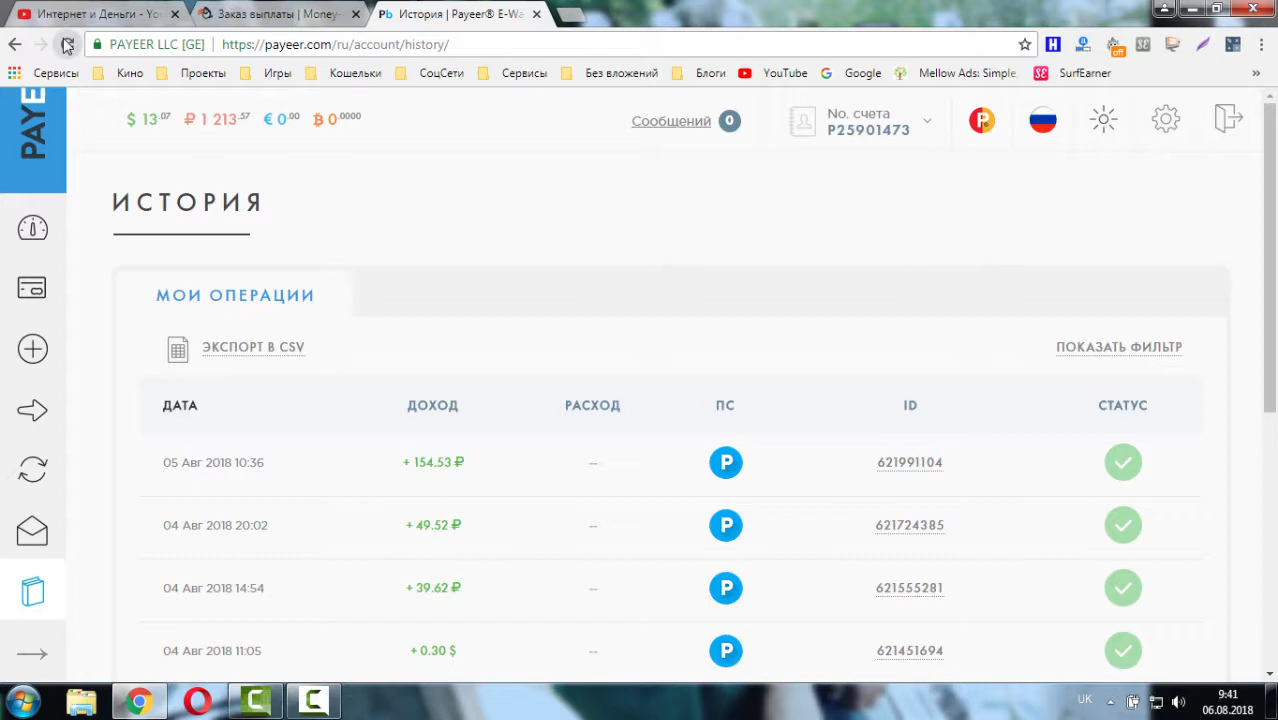 Интернет и Деньги - You
Заказ выплаты | Money-
История | Payeer® E-Wa
PAYEER LLC [GE]
https://payeer.com/ru/account/history/
off
Сервисы
Кино
Проекты
Игры
Кошельки
СоцСети
Сервисы
Без вложений
Блоги
YouTube
Google
Mellow Ads: Simple,
SurfEarner
»
PAYE
$ 13.07
₽ 1 213.57
€ 0.00
0.0000
Сообщений 0
No. счета
P25901473
ИСТОРИЯ
МОИ ОПЕРАЦИИ
ЭКСПОРТ В CSV
ПОКАЗАТЬ ФИЛЬТР
ДАТА ДОХОД РАСХОД ПС ID СТАТУС
05 Авг 2018 10:36 + 154.53 ₽ -- P 621991104
04 Авг 2018 20:02 + 49.52 ₽ -- P 621724385
04 Авг 2018 14:54 + 39.62 ₽ -- P 621555281
04 Авг 2018 11:05 + 0.30 $ -- P 621451694
UK
9:41
06.08.2018